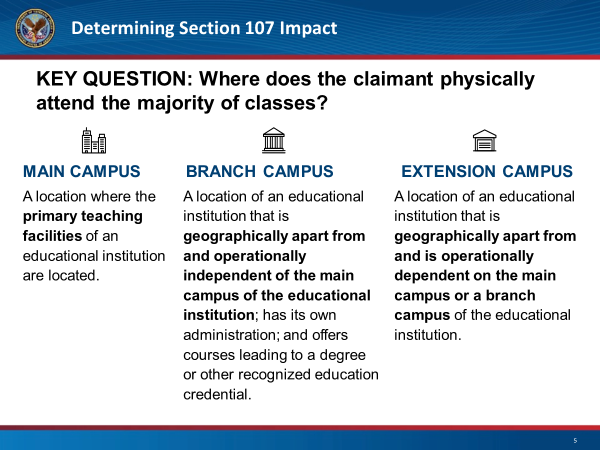 Determining Section 107 Impact
KEY QUESTION: Where does the claimant physically
attend the majority of classes?
MAIN CAMPUS
A location where the
primary teaching
facilities of an
educational institution
are located.
BRANCH CAMPUS
A location of an educational
institution that is
geographically apart from
and operationally
independent of the main
campus of the educational
institution; has its own
administration; and offers
courses leading to a degree
or other recognized education
credential.
EXTENSION CAMPUS
A location of an educational
institution that is
geographically apart from
and is operationally
dependent on the main
campus or a branch
campus of the educational
institution.
5